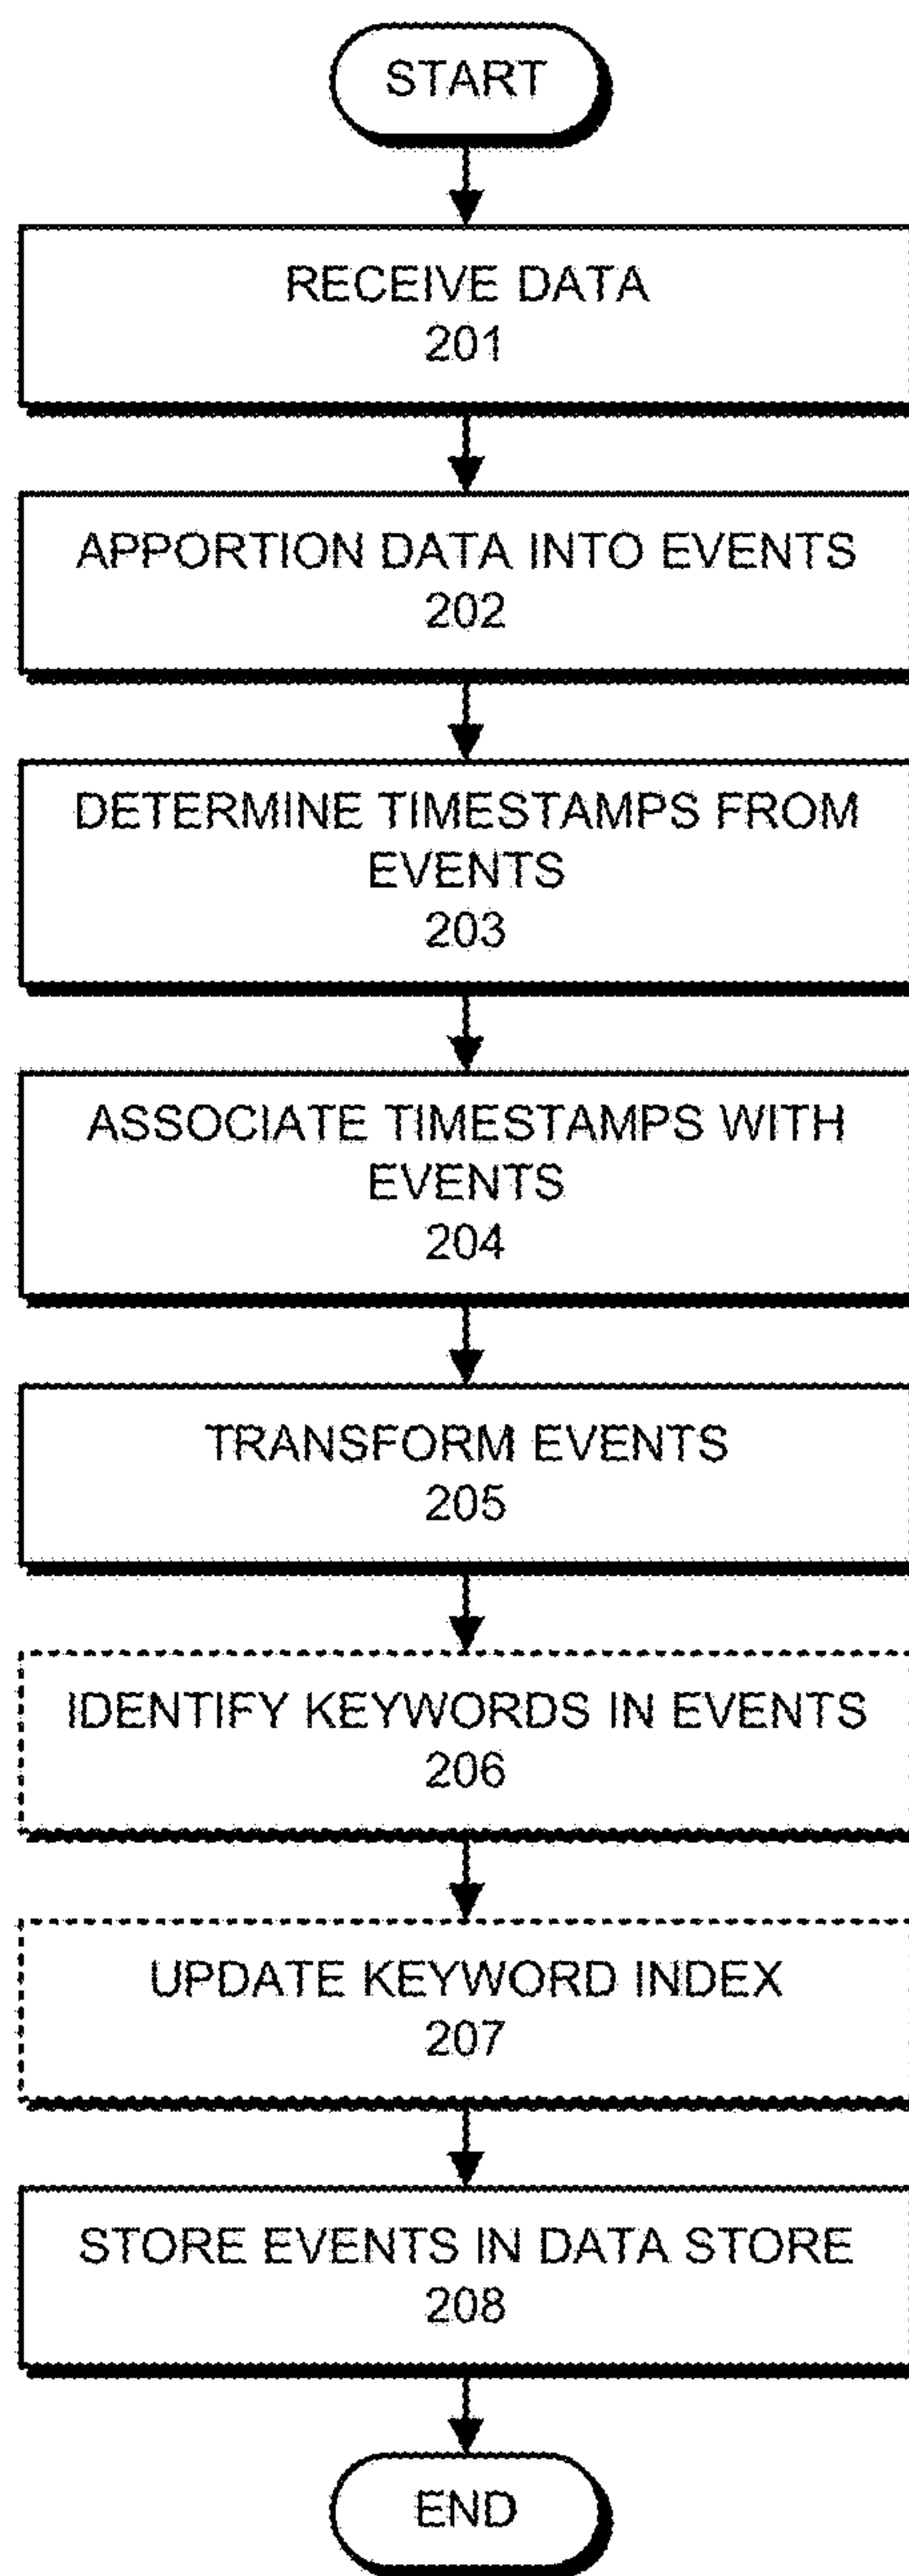 START
RECEIVE DATA
201
APPORTION DATA INTO EVENTS
202
DETERMINE TIMESTAMPS FROM
EVENTS
203
ASSOCIATE TIMESTAMPS WITH
EVENTS
204
TRANSFORM EVENTS
205
IDENTIFY KEYWORDS IN EVENTS
206
UPDATE KEYWORD INDEX
207
STORE EVENTS IN DATA STORE
208
END